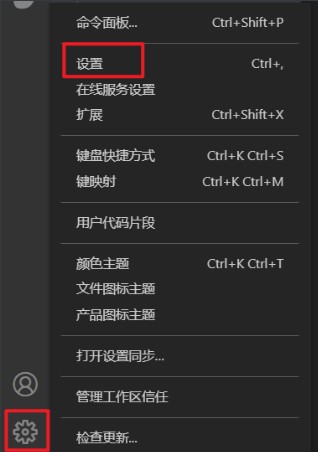 命令面板... Ctrl+Shift+P
设置 Ctrl+,
在线服务设置
扩展 Ctrl+Shift+X
键盘快捷方式 Ctrl+K Ctrl+S
键映射 Ctrl+K Ctrl+M
用户代码片段
颜色主题 Ctrl+K Ctrl+T
文件图标主题
产品图标主题
打开设置同步...
管理工作区信任
检查更新...